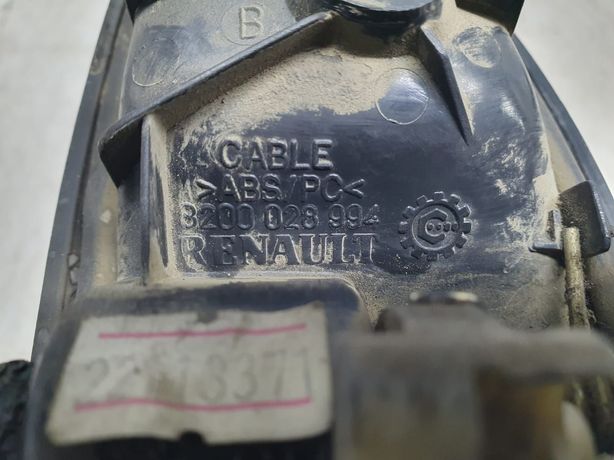 B
CABLE
>ABS/PC<
8200 028 994
RENAULT